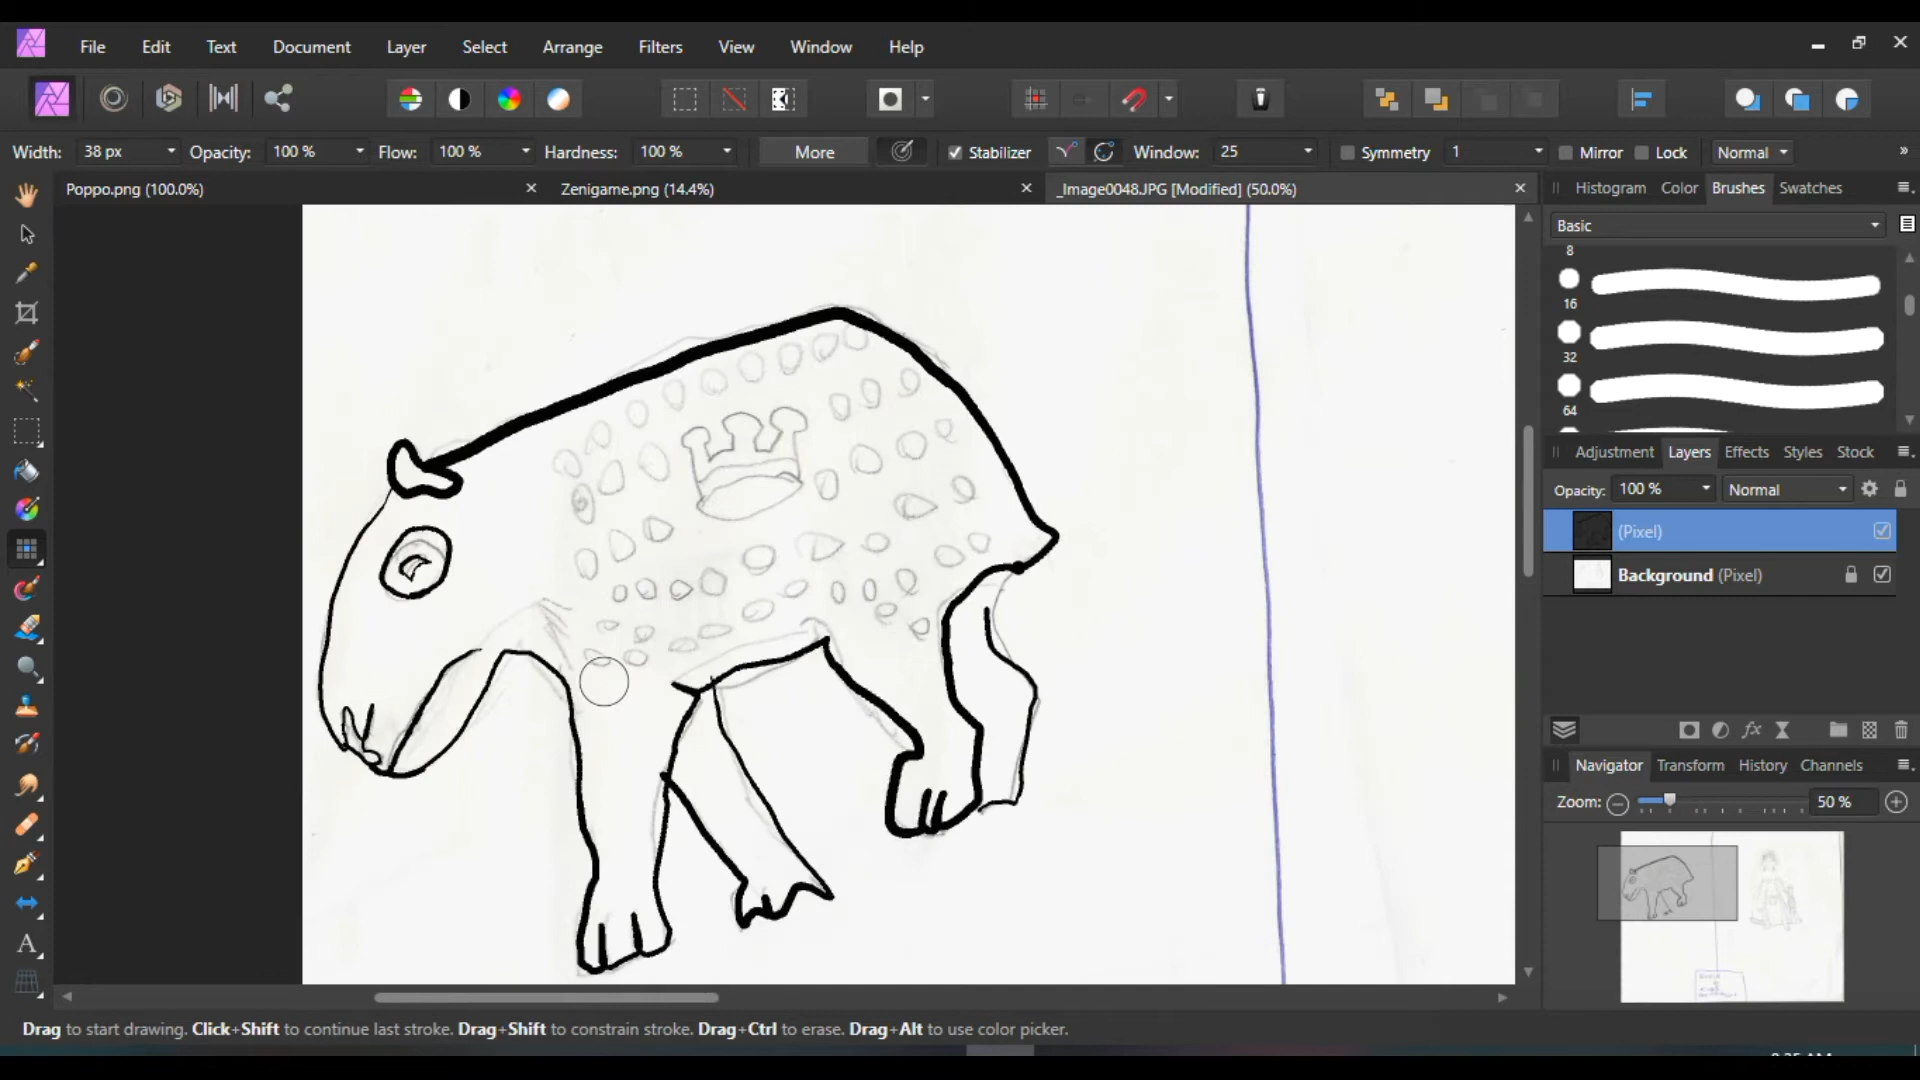 File Edit Text Document Layer Select Arrange Filters View Window Help
Width: 38 px Opacity: 100 % Flow: 100 % Hardness: 100 % More Stabilizer Window: 25 Symmetry 1 Mirror Lock Normal »
Poppo.png (100.0%) Zenigame.png (14.4%) _Image0048.JPG [Modified] (50.0%)
Histogram Color Brushes Swatches
Basic
8
16
32
64
Adjustment Layers Effects Styles Stock
Opacity: 100 % Normal
(Pixel)
Background (Pixel)
Navigator Transform History Channels
Zoom: 50 %
Drag to start drawing. Click+Shift to continue last stroke. Drag+Shift to constrain stroke. Drag+Ctrl to erase. Drag+Alt to use color picker.